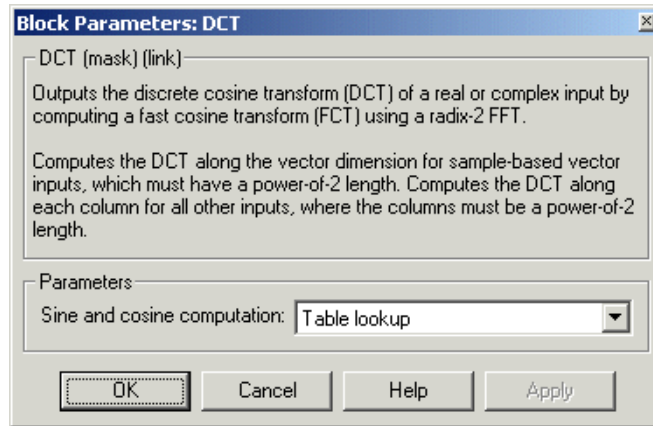 Block Parameters: DCT
DCT (mask) (link)
Outputs the discrete cosine transform (DCT) of a real or complex input by
computing a fast cosine transform (FCT) using a radix-2 FFT.
Computes the DCT along the vector dimension for sample-based vector
inputs, which must have a power-of-2 length. Computes the DCT along
each column for all other inputs, where the columns must be a power-of-2
length.
Parameters
Sine and cosine computation: Table lookup
OK Cancel Help Apply